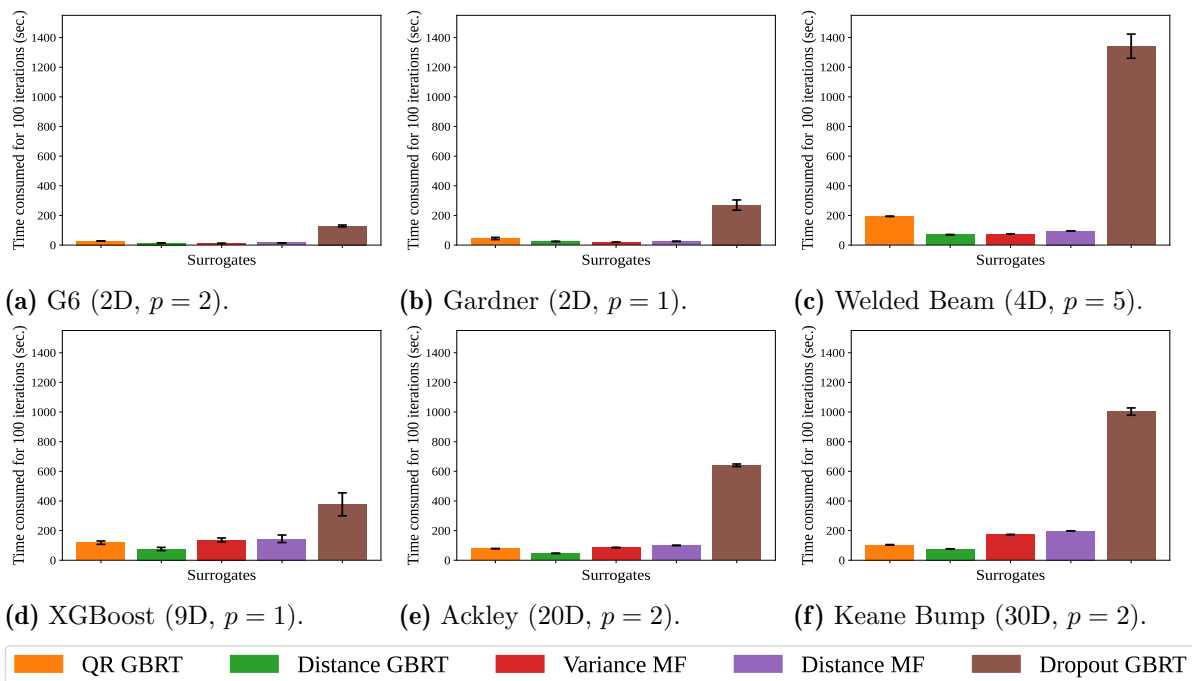 Time consumed for 100 iterations (sec.)
1400
1200
1000
800
600
400
200
0
Surrogates
(a) G6 (2D, p = 2).
Time consumed for 100 iterations (sec.)
1400
1200
1000
800
600
400
200
0
Surrogates
(b) Gardner (2D, p = 1).
Time consumed for 100 iterations (sec.)
1400
1200
1000
800
600
400
200
0
Surrogates
(c) Welded Beam (4D, p = 5).
Time consumed for 100 iterations (sec.)
1400
1200
1000
800
600
400
200
0
Surrogates
(d) XGBoost (9D, p = 1).
Time consumed for 100 iterations (sec.)
1400
1200
1000
800
600
400
200
0
Surrogates
(e) Ackley (20D, p = 2).
Time consumed for 100 iterations (sec.)
1400
1200
1000
800
600
400
200
0
Surrogates
(f) Keane Bump (30D, p = 2).
QR GBRT
Distance GBRT
Variance MF
Distance MF
Dropout GBRT